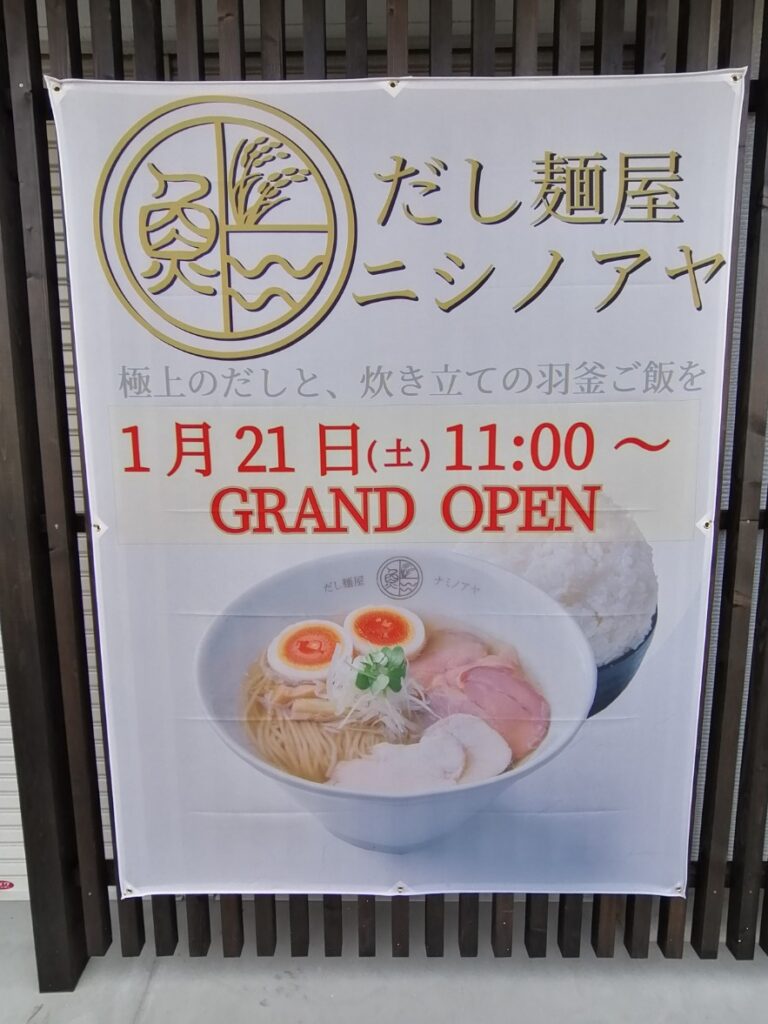 だし麺屋
ニシノアヤ
極上のだしと、炊き立ての羽釜ご飯を
1月21日(土) 11:00～
GRAND OPEN
だし麺屋 ナミノアヤ